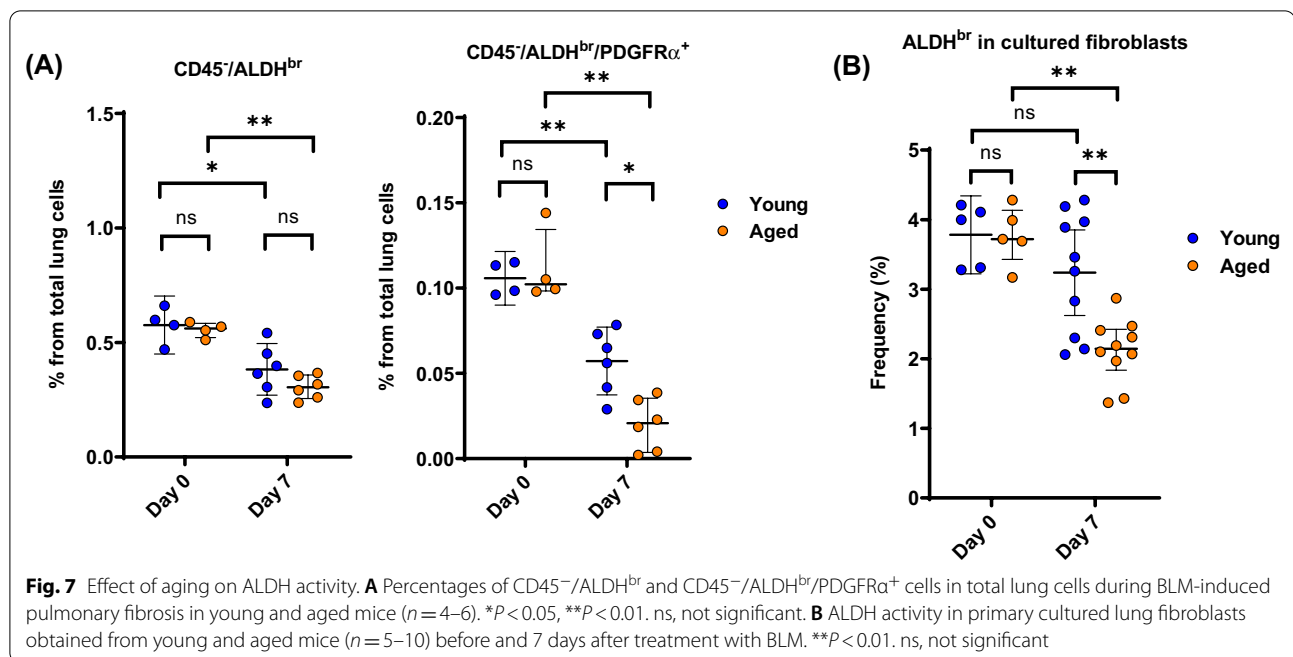 (A)
CD45⁻/ALDHᵇʳ
% from total lung cells
1.5
1.0
0.5
0.0
**
*
ns
ns
Day 0
Day 7
CD45⁻/ALDHᵇʳ/PDGFRα⁺
% from total lung cells
0.20
0.15
0.10
0.05
0.00
**
**
ns
*
Day 0
Day 7
Young
Aged
(B)
ALDHᵇʳ in cultured fibroblasts
Frequency (%)
5
4
3
2
1
0
**
ns
ns
**
Day 0
Day 7
Young
Aged
Fig. 7 Effect of aging on ALDH activity. A Percentages of CD45⁻/ALDHᵇʳ and CD45⁻/ALDHᵇʳ/PDGFRα⁺ cells in total lung cells during BLM-induced
pulmonary fibrosis in young and aged mice (n = 4–6). *P < 0.05, **P < 0.01. ns, not significant. B ALDH activity in primary cultured lung fibroblasts
obtained from young and aged mice (n = 5–10) before and 7 days after treatment with BLM. **P < 0.01. ns, not significant